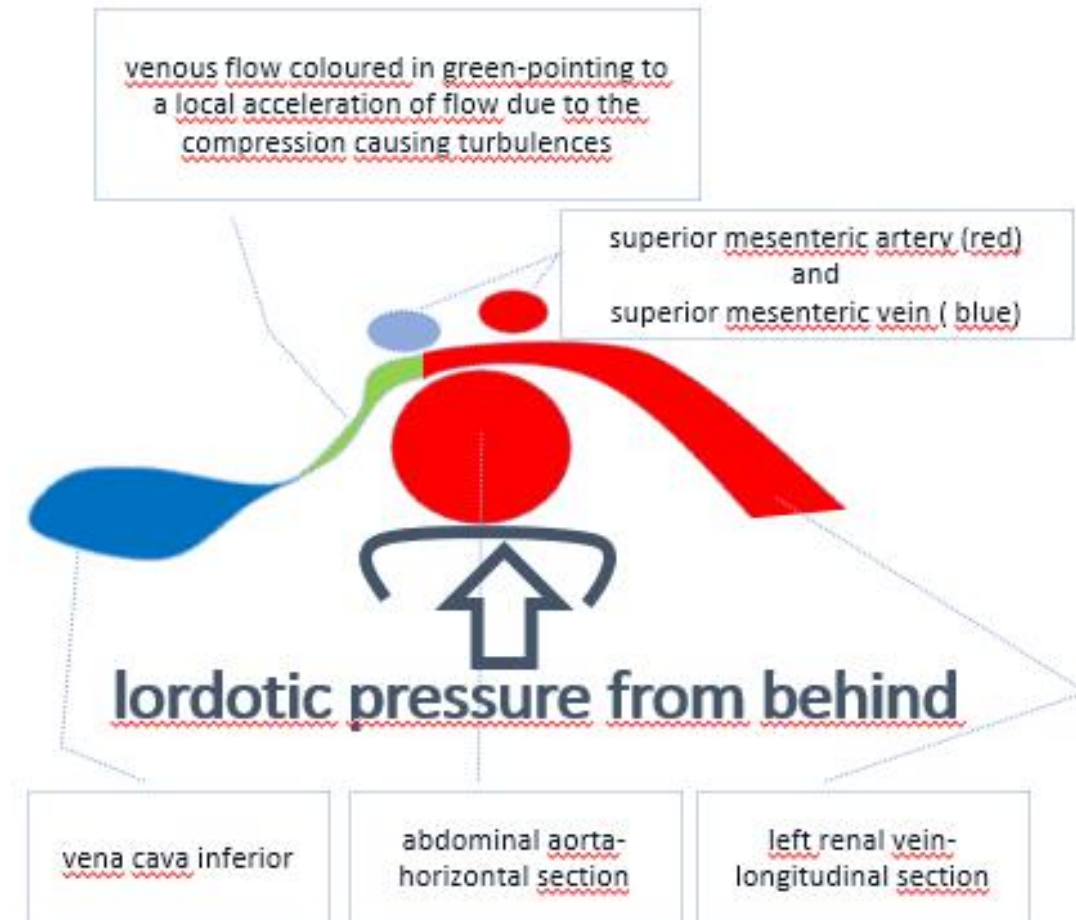 venous flow coloured in green-pointing to
a local acceleration of flow due to the
compression causing turbulences
superior mesenteric artery (red)
and
superior mesenteric vein ( blue)
lordotic pressure from behind
vena cava inferior
abdominal aorta-
horizontal section
left renal vein-
longitudinal section